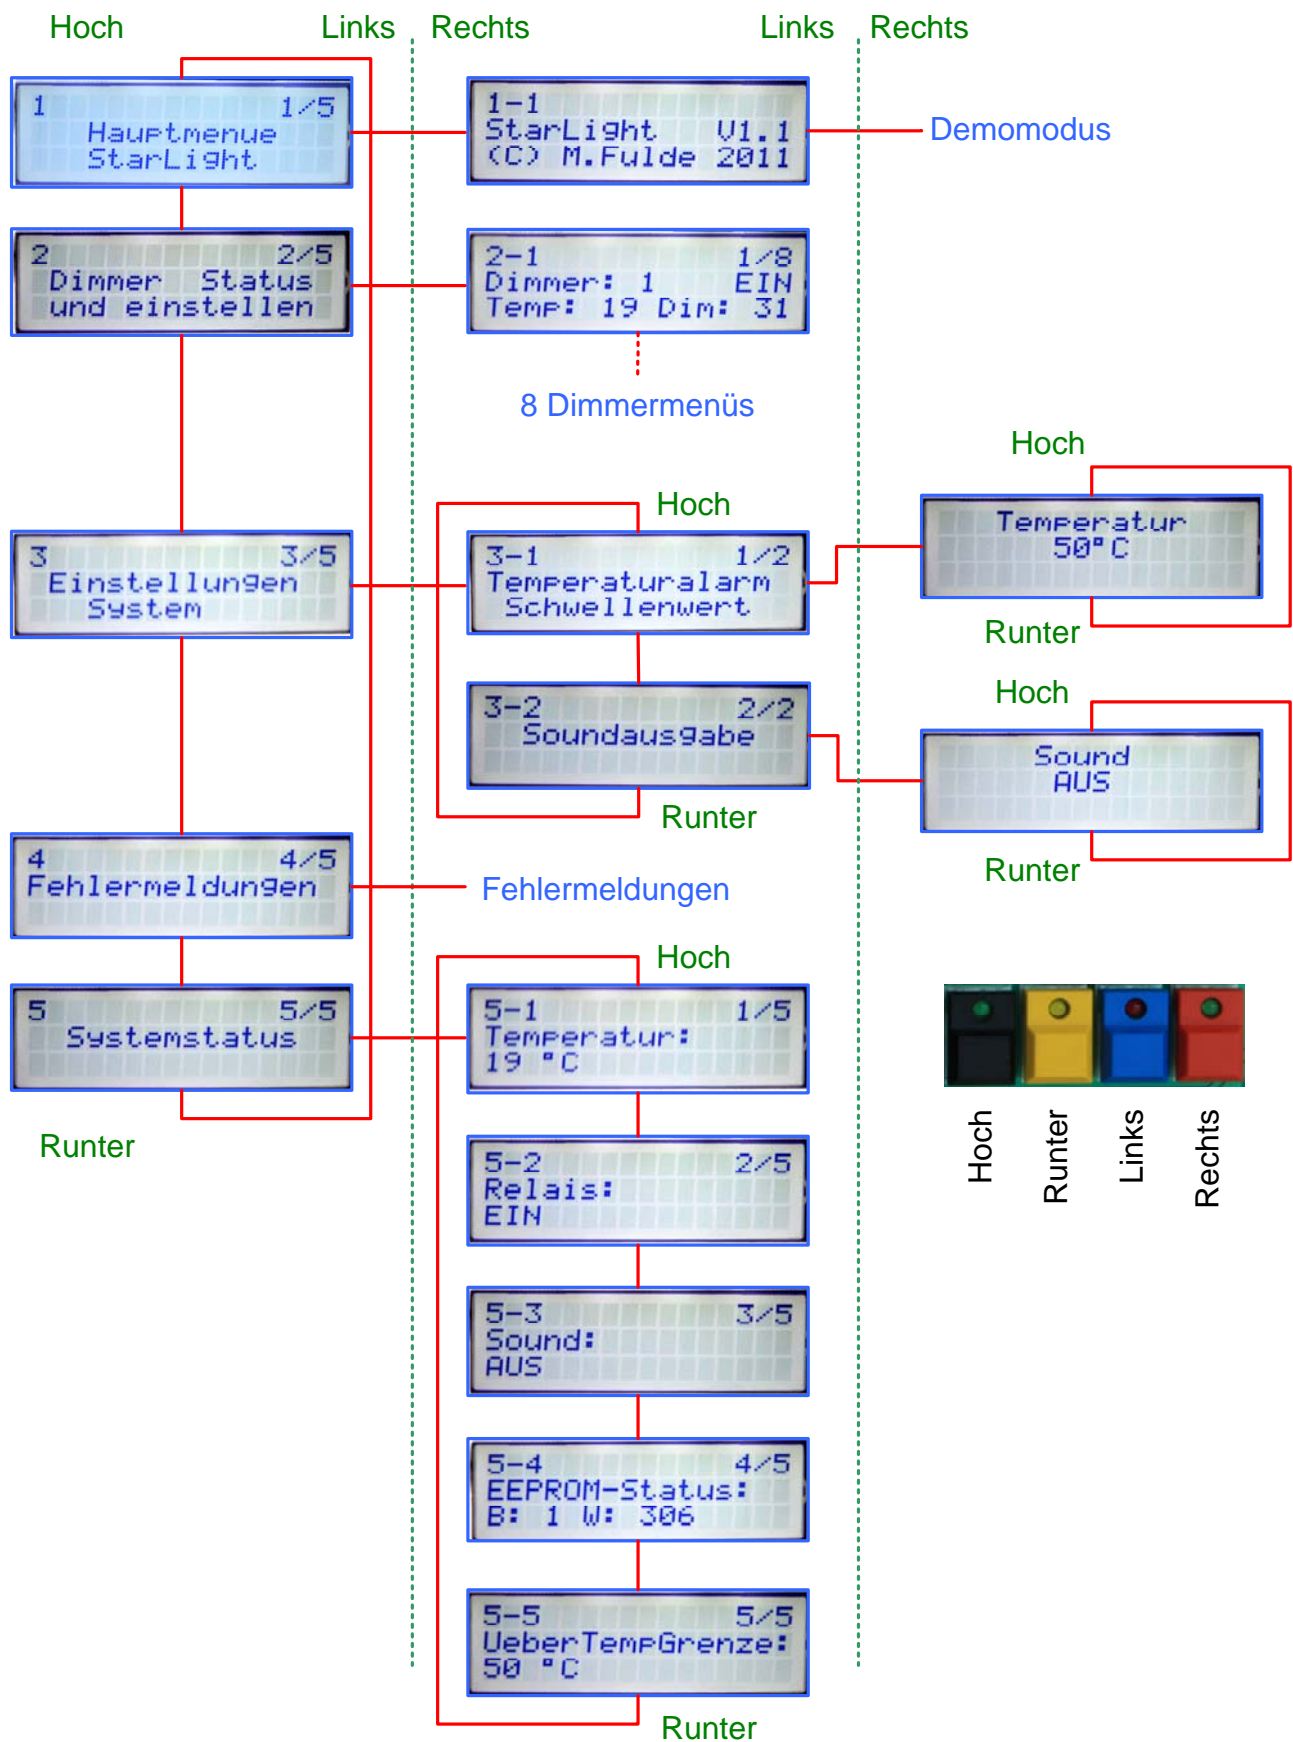 Hoch
Links
Rechts
Links
Rechts
1 1/5
Hauptmenue
StarLight
1-1
StarLight V1.1
(C) M.Fulde 2011
Demomodus
2 2/5
Dimmer Status
und einstellen
2-1 1/8
Dimmer: 1 EIN
Temp: 19 Dim: 31
8 Dimmermenüs
Hoch
Temperatur
50°C
Runter
3 3/5
Einstellungen
System
Hoch
3-1 1/2
Temperaturalarm
Schwellenwert
3-2 2/2
Soundausgabe
Runter
Hoch
Sound
AUS
Runter
4 4/5
Fehlermeldungen
Fehlermeldungen
5 5/5
Systemstatus
Runter
Hoch
5-1 1/5
Temperatur:
19 °C
5-2 2/5
Relais:
EIN
5-3 3/5
Sound:
AUS
5-4 4/5
EEPROM-Status:
B: 1 W: 306
5-5 5/5
UeberTempGrenze:
50 °C
Runter
Hoch
Runter
Links
Rechts